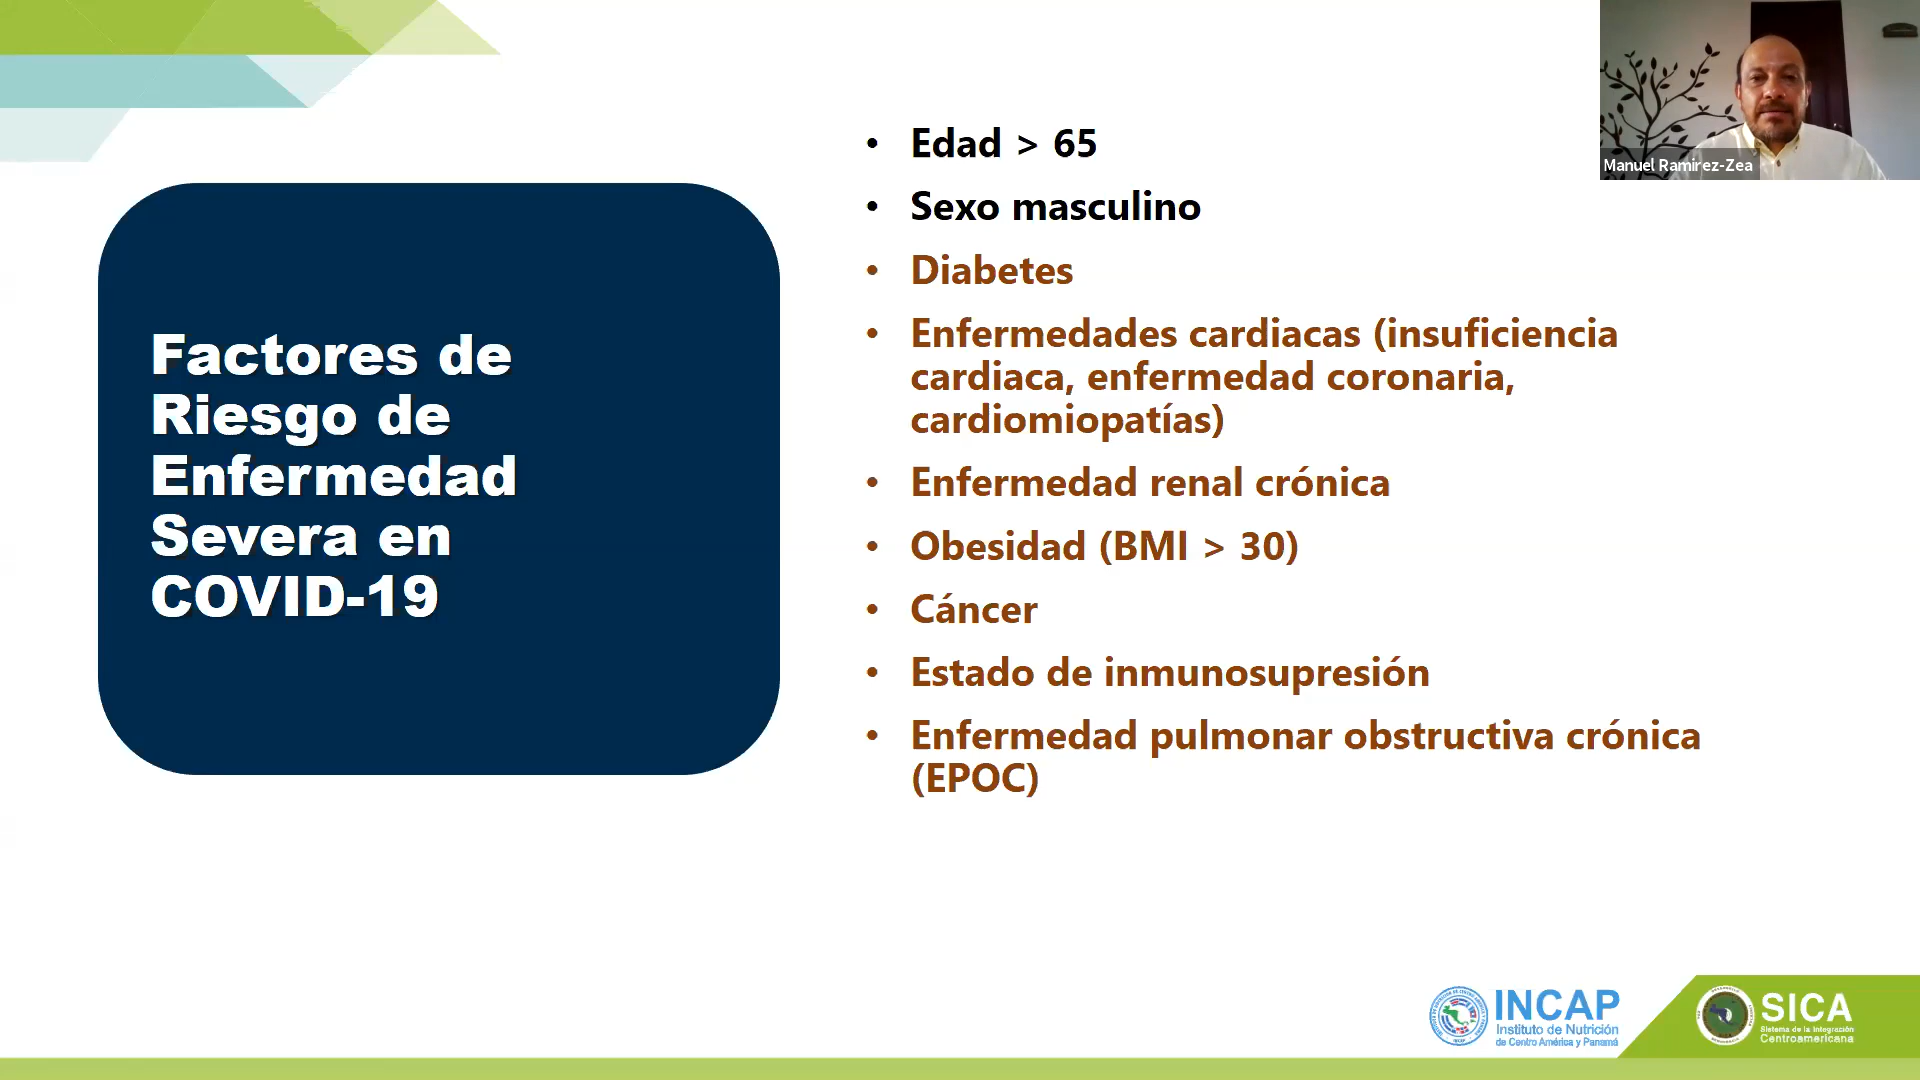 Factores de
Riesgo de
Enfermedad
Severa en
COVID-19
• Edad > 65
• Sexo masculino
• Diabetes
• Enfermedades cardiacas (insuficiencia
cardiaca, enfermedad coronaria,
cardiomiopatías)
• Enfermedad renal crónica
• Obesidad (BMI > 30)
• Cáncer
• Estado de inmunosupresión
• Enfermedad pulmonar obstructiva crónica
(EPOC)
Manuel Ramirez-Zea
INCAP
Instituto de Nutrición
de Centro América y Panamá
SICA
Sistema de la Integración
Centroamericana